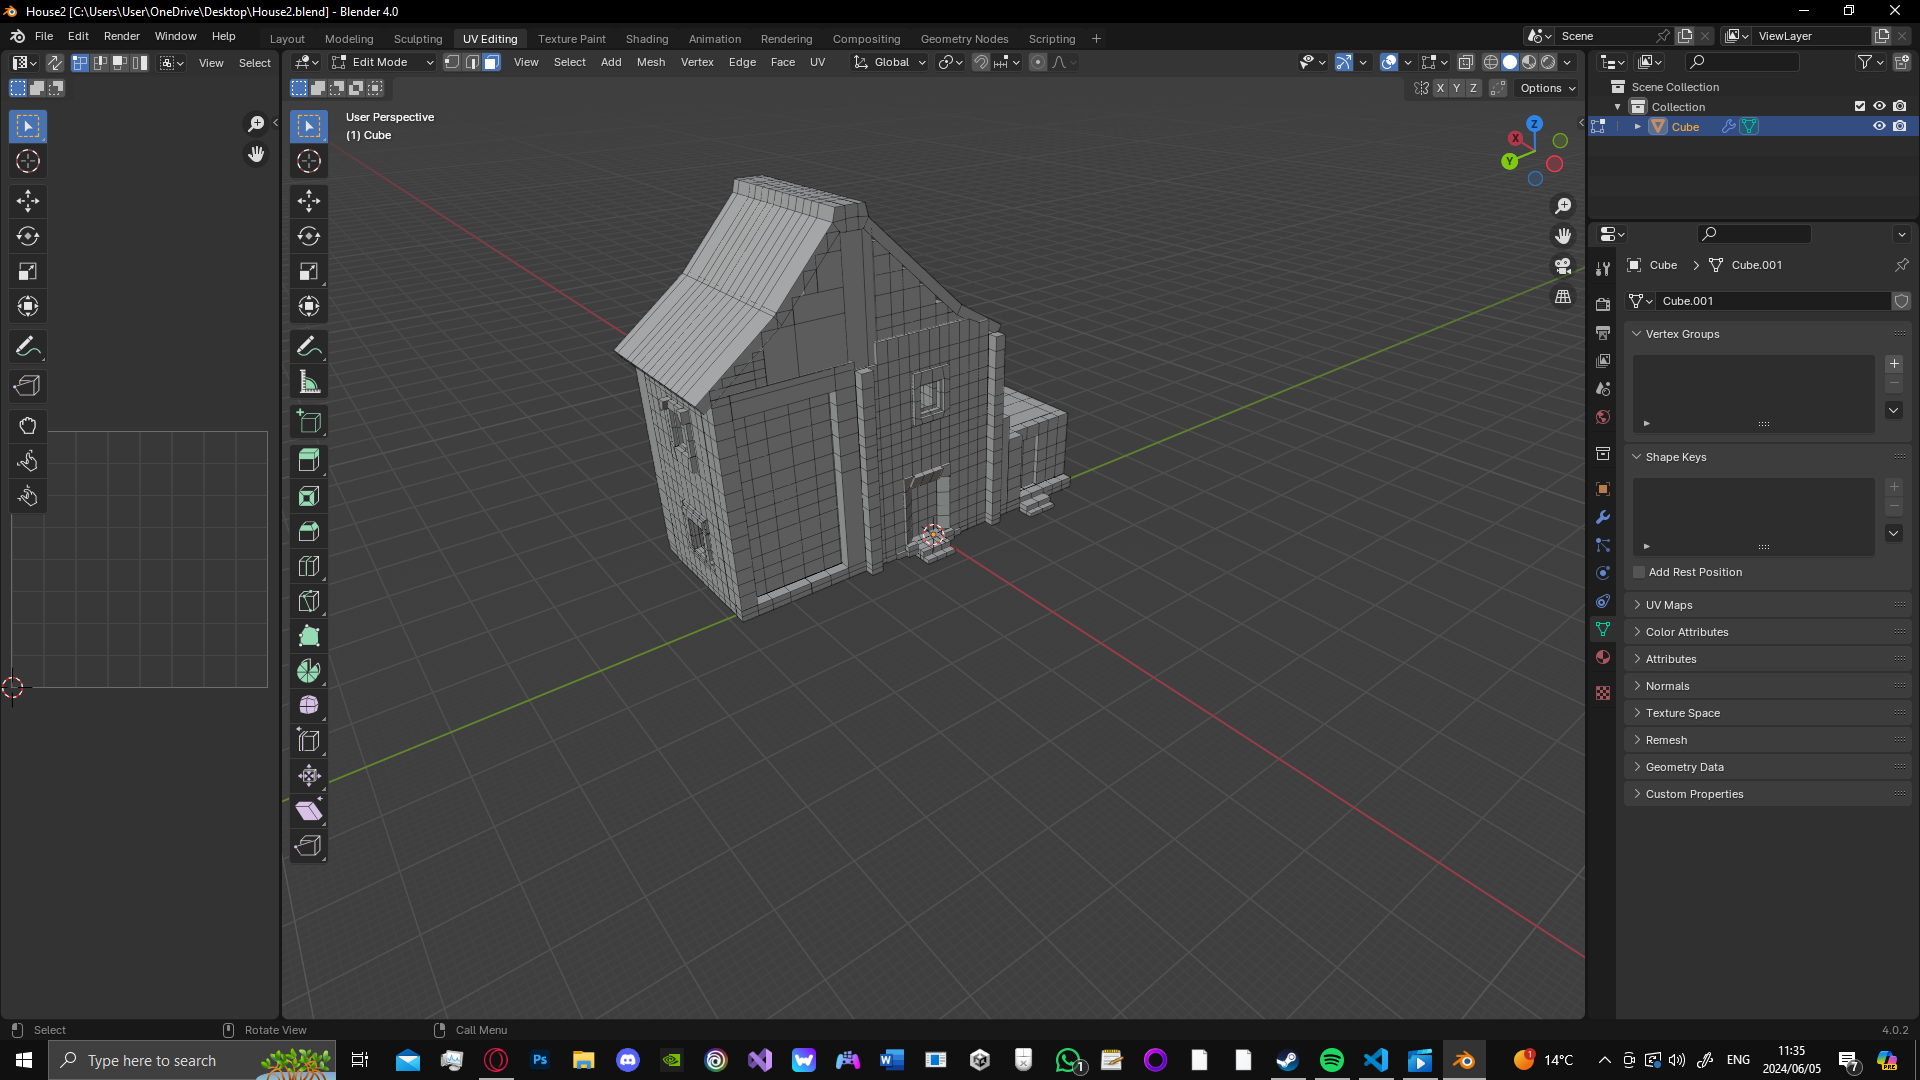 House2 [C:\Users\User\OneDrive\Desktop\House2.blend] - Blender 4.0
File Edit Render Window Help
Layout Modeling Sculpting UV Editing Texture Paint Shading Animation Rendering Compositing Geometry Nodes Scripting
Scene
ViewLayer
View Select
Edit Mode
View Select Add Mesh Vertex Edge Face UV
Global
X Y Z
Options
User Perspective
(1) Cube
Z
X
Y
Scene Collection
Collection
Cube
Cube > Cube.001
Cube.001
Vertex Groups
Shape Keys
Add Rest Position
UV Maps
Color Attributes
Attributes
Normals
Texture Space
Remesh
Geometry Data
Custom Properties
Select
Rotate View
Call Menu
4.0.2
Type here to search
Ps
1
1
14°C
ENG
11:35
2024/06/05
7
PRE